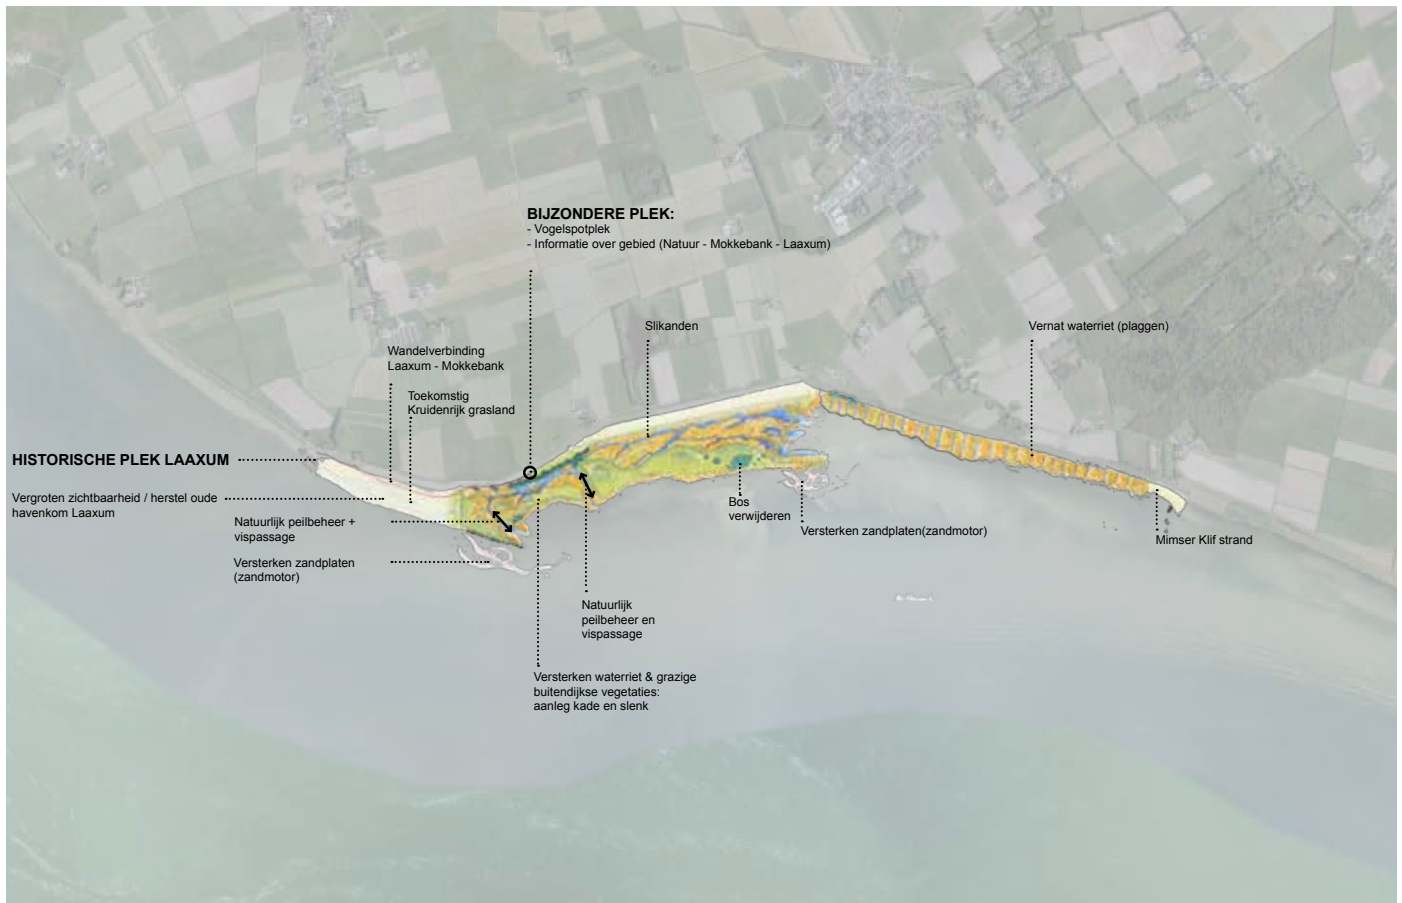 BIJZONDERE PLEK:
- Vogelspotplek
- Informatie over gebied (Natuur - Mokkebank - Laaxum)
Slikanden
Vernat waterriet (plaggen)
Wandelverbinding
Laaxum - Mokkebank
Toekomstig
Kruidenrijk grasland
HISTORISCHE PLEK LAAXUM
Vergroten zichtbaarheid / herstel oude
havenkom Laaxum
Natuurlijk peilbeheer +
vispassage
Versterken zandplaten
(zandmotor)
Bos
verwijderen
Versterken zandplaten(zandmotor)
Mimser Klif strand
Natuurlijk
peilbeheer en
vispassage
Versterken waterriet & grazige
buitendijkse vegetaties:
aanleg kade en slenk